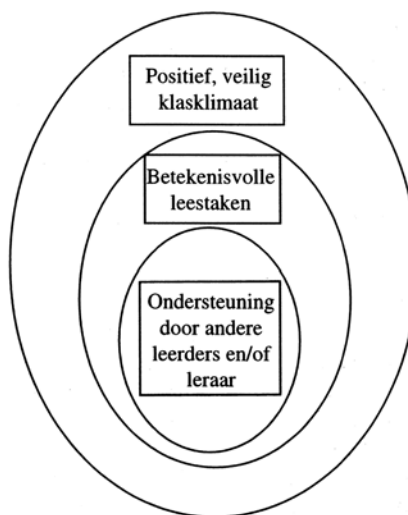 Positief, veilig
klasklimaat
Betekenisvolle
leestaken
Ondersteuning
door andere
leerders en/of
leraar